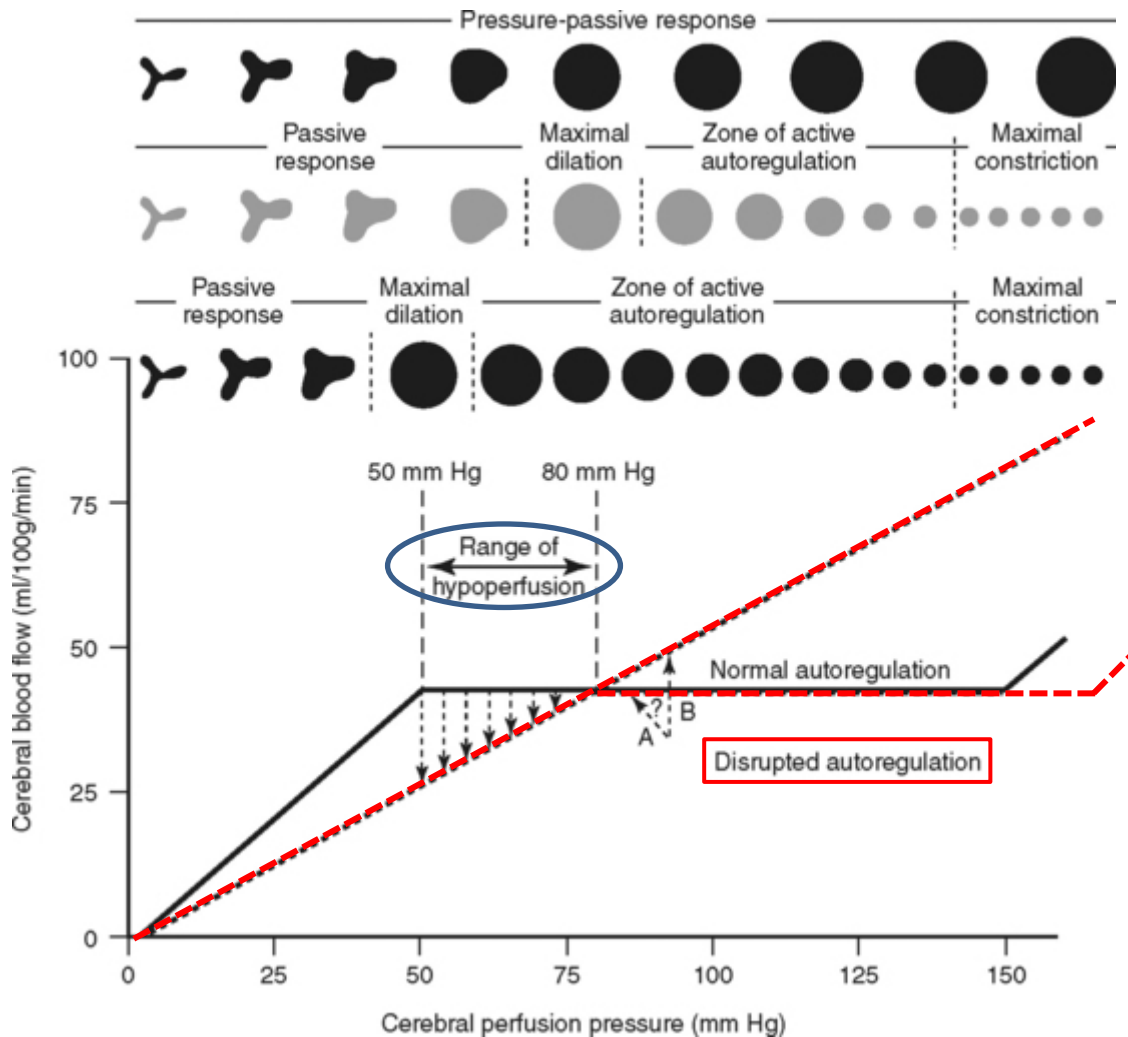 Pressure-passive response
Passive response
Maximal dilation
Zone of active autoregulation
Maximal constriction
Passive response
Maximal dilation
Zone of active autoregulation
Maximal constriction
100
75
50
25
0
Cerebral blood flow (ml/100g/min)
50 mm Hg
80 mm Hg
Range of
hypoperfusion
Normal autoregulation
?
A
B
Disrupted autoregulation
0
25
50
75
100
125
150
Cerebral perfusion pressure (mm Hg)